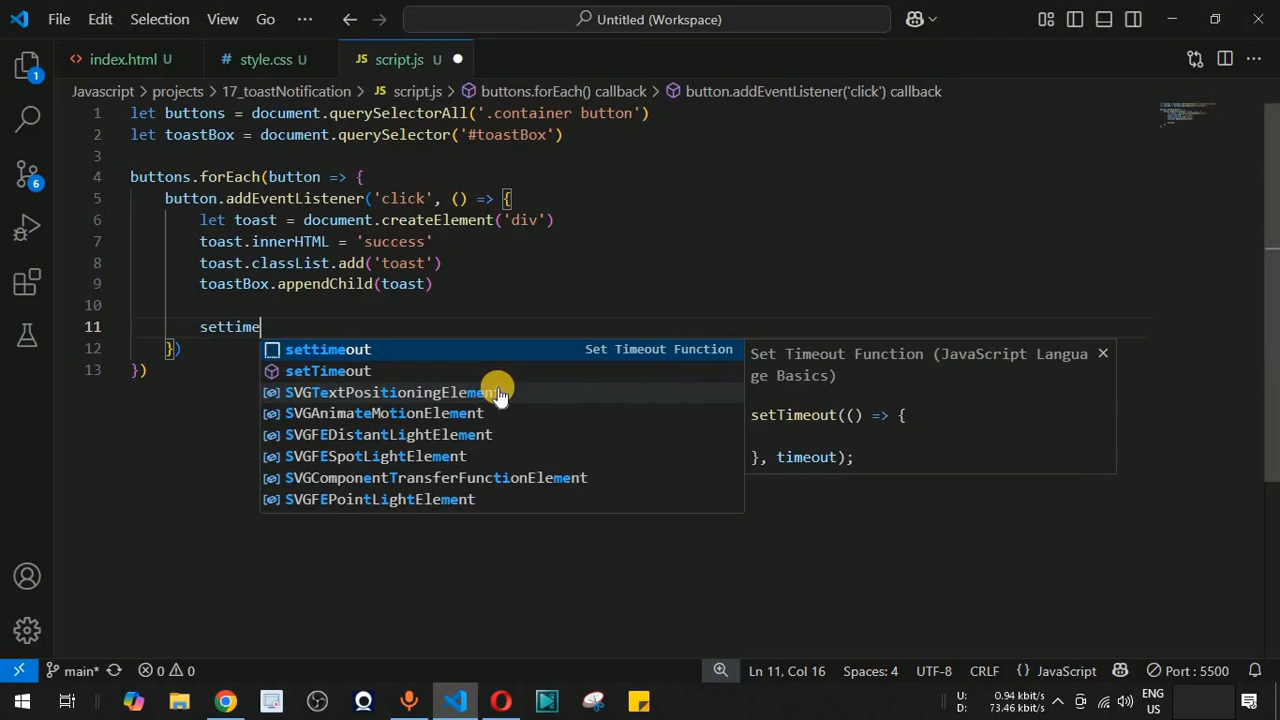 File Edit Selection View Go ··· Untitled (Workspace)
index.html U style.css U JS script.js U
Javascript > projects > 17_toastNotification > JS script.js > buttons.forEach() callback > button.addEventListener('click') callback
1 let buttons = document.querySelectorAll('.container button')
2 let toastBox = document.querySelector('#toastBox')
3
4 buttons.forEach(button => {
5 button.addEventListener('click', () => {
6 let toast = document.createElement('div')
7 toast.innerHTML = 'success'
8 toast.classList.add('toast')
9 toastBox.appendChild(toast)
10
11 settime
12 })
13 })
settimeout Set Timeout Function
setTimeout
SVGTextPositioningElement
SVGAnimateMotionElement
SVGFEDistantLightElement
SVGFESpotLightElement
SVGComponentTransferFunctionElement
SVGFEPointLightElement
Set Timeout Function (JavaScript Langua
ge Basics)
setTimeout(() => {
}, timeout);
1
6
main* 0 0 Ln 11, Col 16 Spaces: 4 UTF-8 CRLF {} JavaScript Port : 5500
U: 0.94 kbit/s
D: 73.46 kbit/s
ENG
US